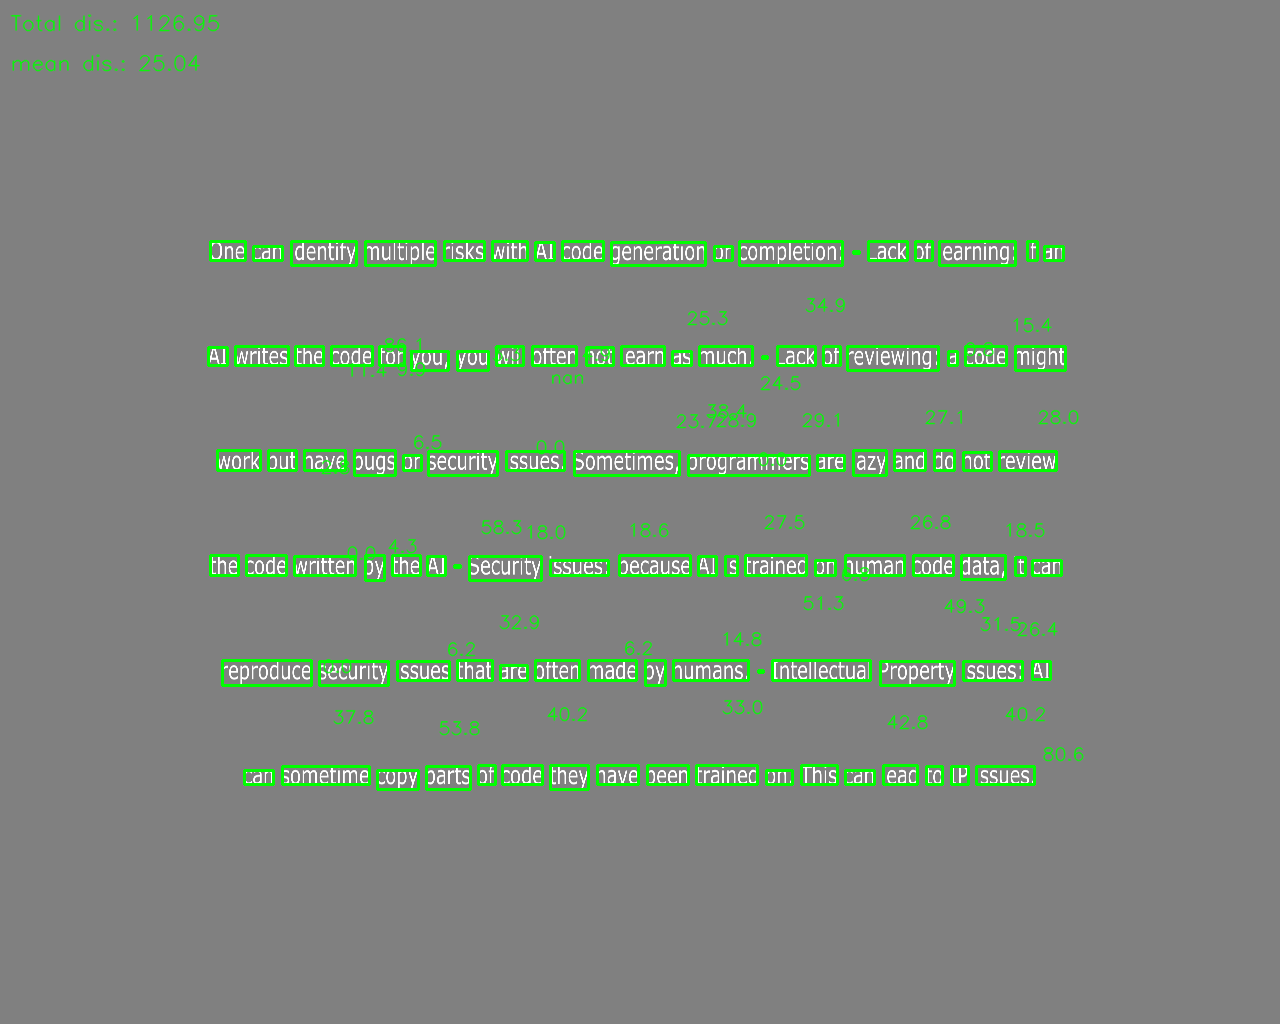 Total dis.: 1126.95
mean dis.: 25.04
One can identify multiple risks with AI code generation or completion: - Lack of learning: if an
34.9
25.3
15.4
AI writes the code for you, you will often not learn as much. - Lack of reviewing: a code might
nan
24.5
38.4
23.7 28.9 29.1 27.1 28.0
6.5 0.0
work but have bugs or security issues. Sometimes, programmers are lazy and do not review
58.3 18.0 18.6 27.5 26.8 18.5
4.3
the code written by the AI - Security issues: because AI is trained on human code data, it can
51.3 49.3
32.9 31.5 26.4
6.2 6.2 14.8
reproduce security issues that are often made by humans. - Intellectual Property issues: AI
37.8 53.8 40.2 33.0 42.8 40.2
80.6
can sometime copy parts of code they have been trained on. This can lead to IP issues.